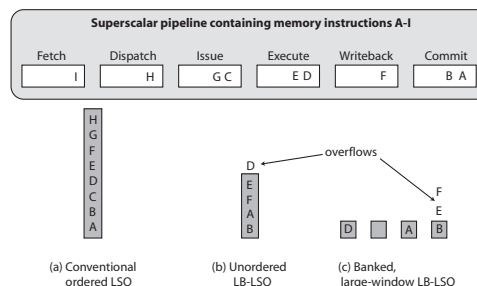 Superscalar pipeline containing memory instructions A-I
Fetch Dispatch Issue Execute Writeback Commit
I H G C E D F B A
H
G
F
E
D
C
B
A
D
E
F
A
B
overflows
F
E
D A B
(a) Conventional ordered LSQ
(b) Unordered LB-LSQ
(c) Banked, large-window LB-LSQ